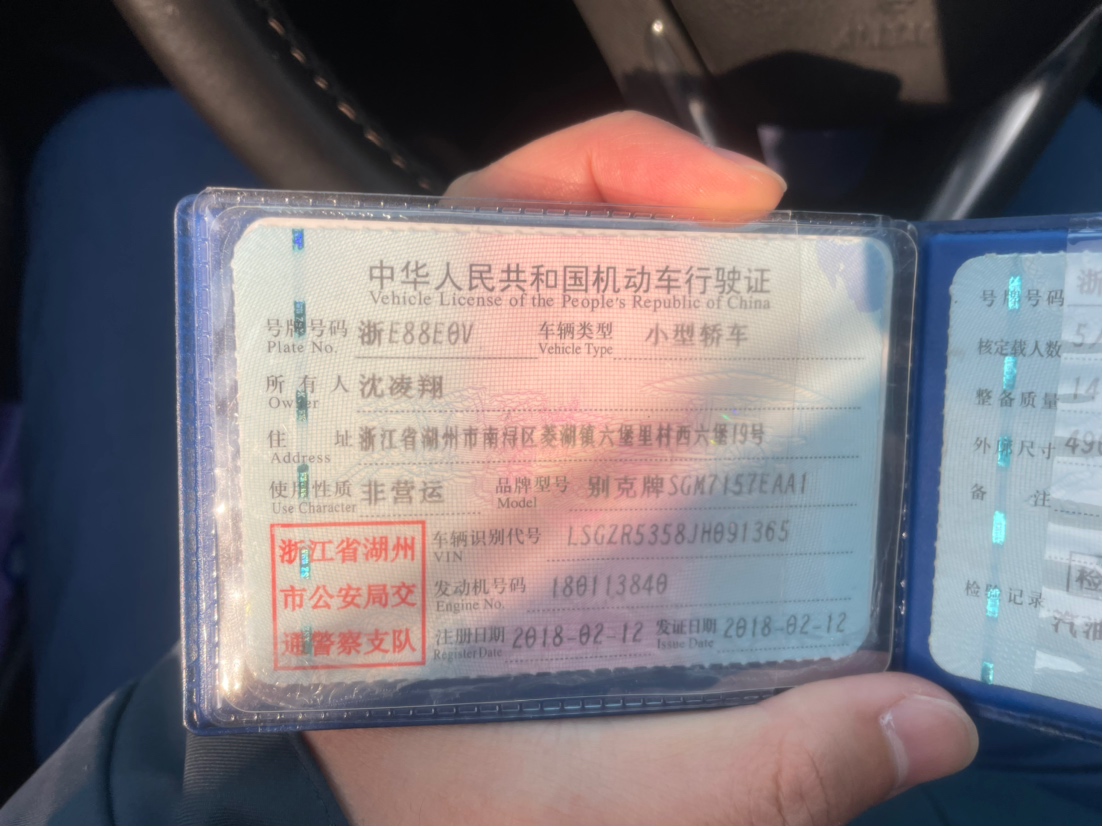 中华人民共和国机动车行驶证
Vehicle License of the People's Republic of China
号牌号码 浙E88E0V 车辆类型 小型轿车
Plate No. Vehicle Type
所有人 沈凌翔
Owner
住址 浙江省湖州市南浔区菱湖镇六堡里村西六堡19号
Address
使用性质 非营运 品牌型号 别克牌SGM7157EAA1
Use Character Model
车辆识别代号 LSGZR5358JH091365
VIN
发动机号码 180113840
Engine No.
注册日期 2018-02-12 发证日期 2018-02-12
Register Date Issue Date
浙江省湖州
市公安局交
通警察支队
号牌号码 浙
核定载人数 5
整备质量 14
外廓尺寸
备注
检验记录
汽油